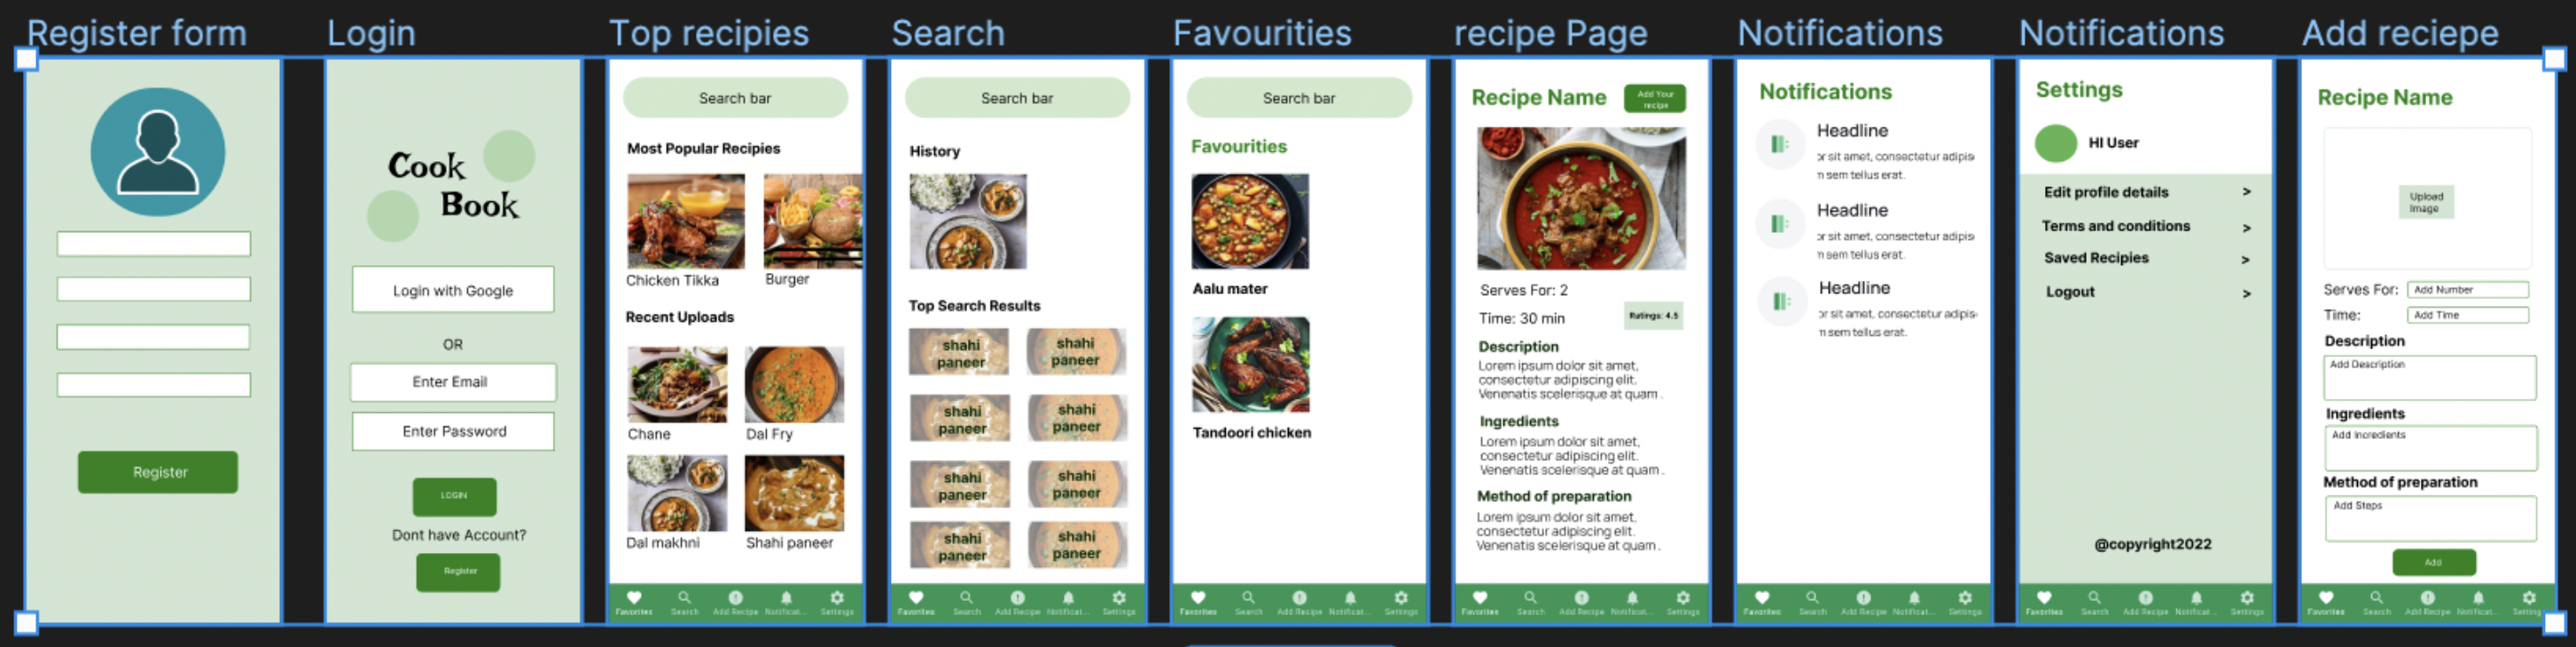 Register form
Register
Login
Cook
Book
Login with Google
OR
Enter Email
Enter Password
LOGIN
Dont have Account?
Register
Top recipies
Search bar
Most Popular Recipies
Chicken Tikka
Burger
Recent Uploads
Chane
Dal Fry
Dal makhni
Shahi paneer
Favorites
Search
Add Recipe
Notificat...
Settings
Search
Search bar
History
Top Search Results
shahi
paneer
shahi
paneer
shahi
paneer
shahi
paneer
shahi
paneer
shahi
paneer
shahi
paneer
shahi
paneer
Favorites
Search
Add Recipe
Notificat...
Settings
Favourities
Search bar
Favourities
Aalu mater
Tandoori chicken
Favorites
Search
Add Recipe
Notificat...
Settings
recipe Page
Recipe Name
Add Your
recipe
Serves For: 2
Time: 30 min
Ratings: 4.5
Description
Lorem ipsum dolor sit amet,
consectetur adipiscing elit.
Venenatis scelerisque at quam .
Ingredients
Lorem ipsum dolor sit amet,
consectetur adipiscing elit.
Venenatis scelerisque at quam .
Method of preparation
Lorem ipsum dolor sit amet,
consectetur adipiscing elit.
Venenatis scelerisque at quam .
Favorites
Search
Add Recipe
Notificat...
Settings
Notifications
Notifications
Headline
or sit amet, consectetur adipis
m sem tellus erat.
Headline
or sit amet, consectetur adipis
m sem tellus erat.
Headline
or sit amet, consectetur adipis
m sem tellus erat.
Favorites
Search
Add Recipe
Notificat...
Settings
Notifications
Settings
HI User
Edit profile details >
Terms and conditions >
Saved Recipies >
Logout >
@copyright2022
Favorites
Search
Add Recipe
Notificat...
Settings
Add reciepe
Recipe Name
Upload
Image
Serves For: Add Number
Time: Add Time
Description
Add Description
Ingredients
Add Incredients
Method of preparation
Add Steps
Add
Favorites
Search
Add Recipe
Notificat...
Setting